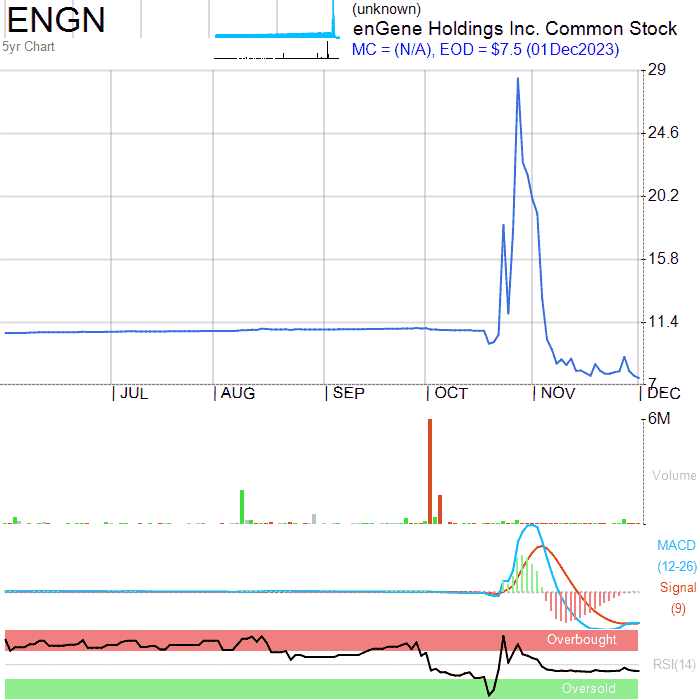 ENGN
5yr Chart
(unknown)
enGene Holdings Inc. Common Stock
MC = (N/A), EOD = $7.5 (01Dec2023)
29
24.6
20.2
15.8
11.4
7
JUL AUG SEP OCT NOV DEC
6M
Volume
MACD
(12-26)
Signal
(9)
Overbought
RSI(14)
Oversold